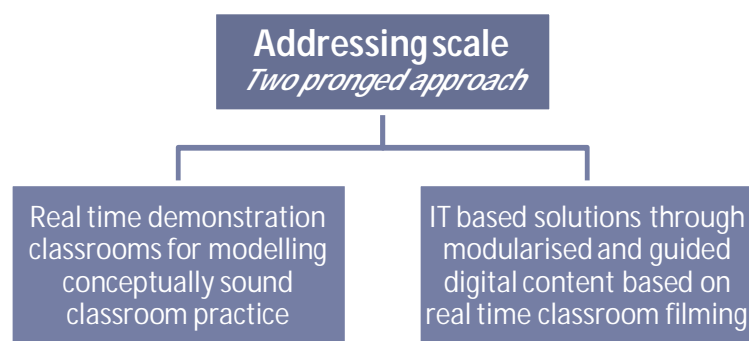 Addressing scale
Two pronged approach
Real time demonstration
classrooms for modelling
conceptually sound
classroom practice
IT based solutions through
modularised and guided
digital content based on
real time classroom filming